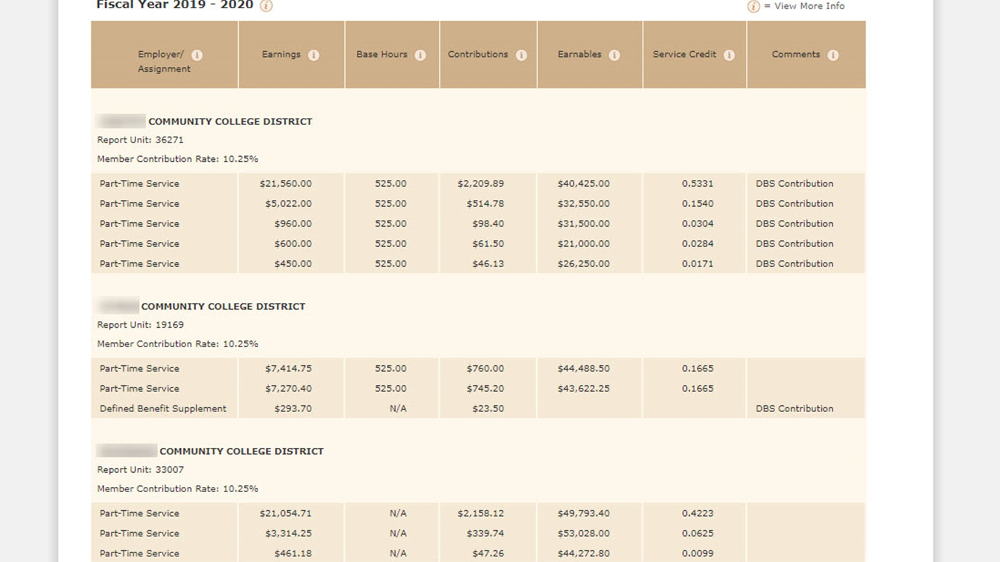 Fiscal Year 2019 - 2020 i i = View More Info
Employer/ Assignment i Earnings i Base Hours i Contributions i Earnables i Service Credit i Comments i
COMMUNITY COLLEGE DISTRICT
Report Unit: 36271
Member Contribution Rate: 10.25%
Part-Time Service $21,560.00 525.00 $2,209.89 $40,425.00 0.5331 DBS Contribution
Part-Time Service $5,022.00 525.00 $514.78 $32,550.00 0.1540 DBS Contribution
Part-Time Service $960.00 525.00 $98.40 $31,500.00 0.0304 DBS Contribution
Part-Time Service $600.00 525.00 $61.50 $21,000.00 0.0284 DBS Contribution
Part-Time Service $450.00 525.00 $46.13 $26,250.00 0.0171 DBS Contribution
COMMUNITY COLLEGE DISTRICT
Report Unit: 19169
Member Contribution Rate: 10.25%
Part-Time Service $7,414.75 525.00 $760.00 $44,488.50 0.1665
Part-Time Service $7,270.40 525.00 $745.20 $43,622.25 0.1665
Defined Benefit Supplement $293.70 N/A $23.50 DBS Contribution
COMMUNITY COLLEGE DISTRICT
Report Unit: 33007
Member Contribution Rate: 10.25%
Part-Time Service $21,054.71 N/A $2,158.12 $49,793.40 0.4223
Part-Time Service $3,314.25 N/A $339.74 $53,028.00 0.0625
Part-Time Service $461.18 N/A $47.26 $44,272.80 0.0099